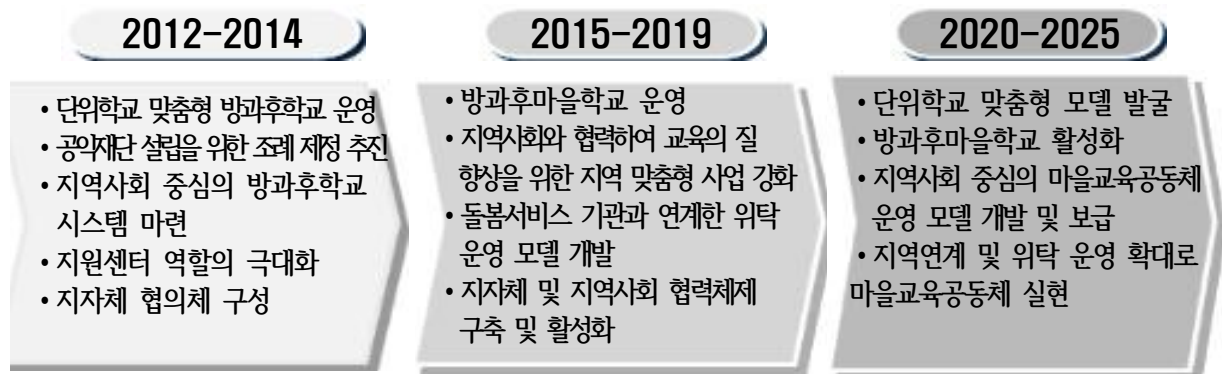 2012-2014
• 단위학교 맞춤형 방과후학교 운영
• 공익재단 설립을 위한 조례 제정 추진
• 지역사회 중심의 방과후학교
시스템 마련
• 지원센터 역할의 극대화
• 지자체 협의체 구성
2015-2019
• 방과후마을학교 운영
• 지역사회와 협력하여 교육의 질
향상을 위한 지역 맞춤형 사업 강화
• 돌봄서비스 기관과 연계한 위탁
운영 모델 개발
• 지자체 및 지역사회 협력체제
구축 및 활성화
2020-2025
• 단위학교 맞춤형 모델 발굴
• 방과후마을학교 활성화
• 지역사회 중심의 마을교육공동체
운영 모델 개발 및 보급
• 지역연계 및 위탁 운영 확대로
마을교육공동체 실현